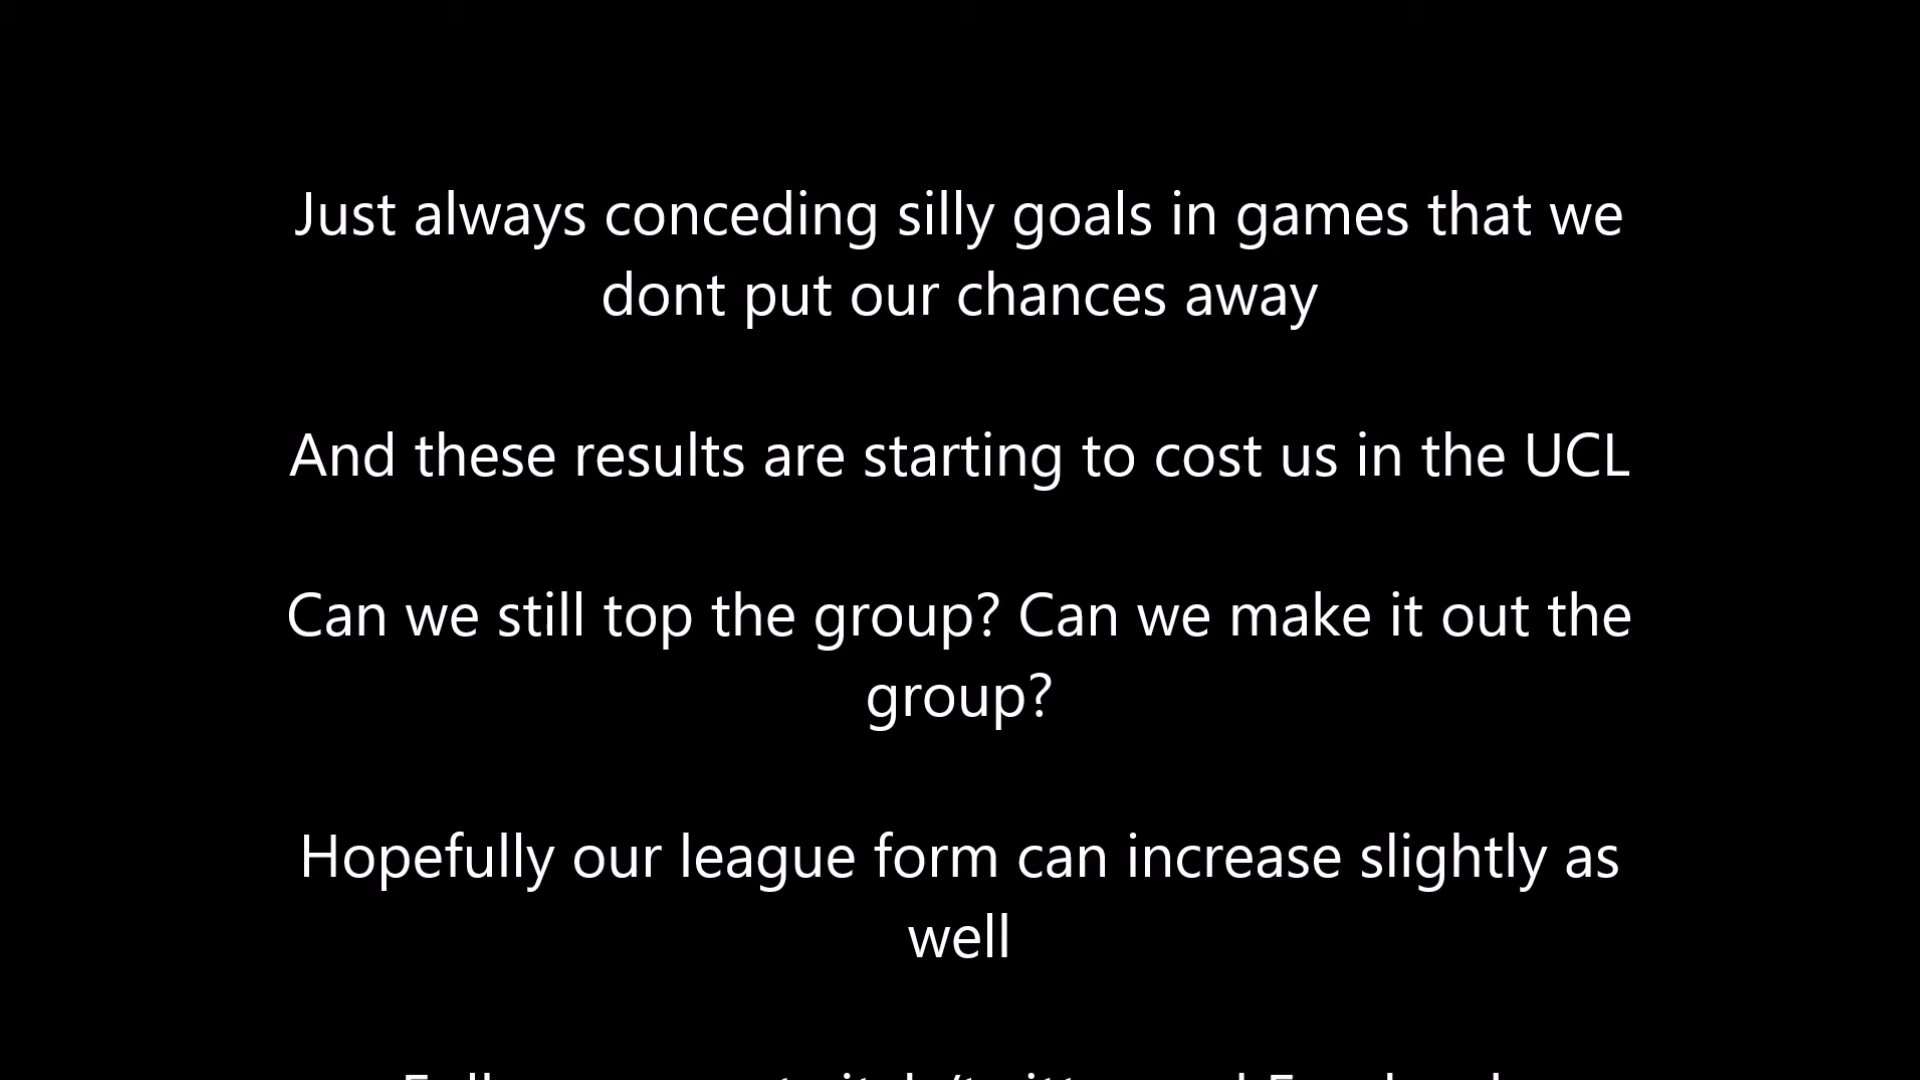 Just always conceding silly goals in games that we
dont put our chances away
And these results are starting to cost us in the UCL
Can we still top the group? Can we make it out the
group?
Hopefully our league form can increase slightly as
well